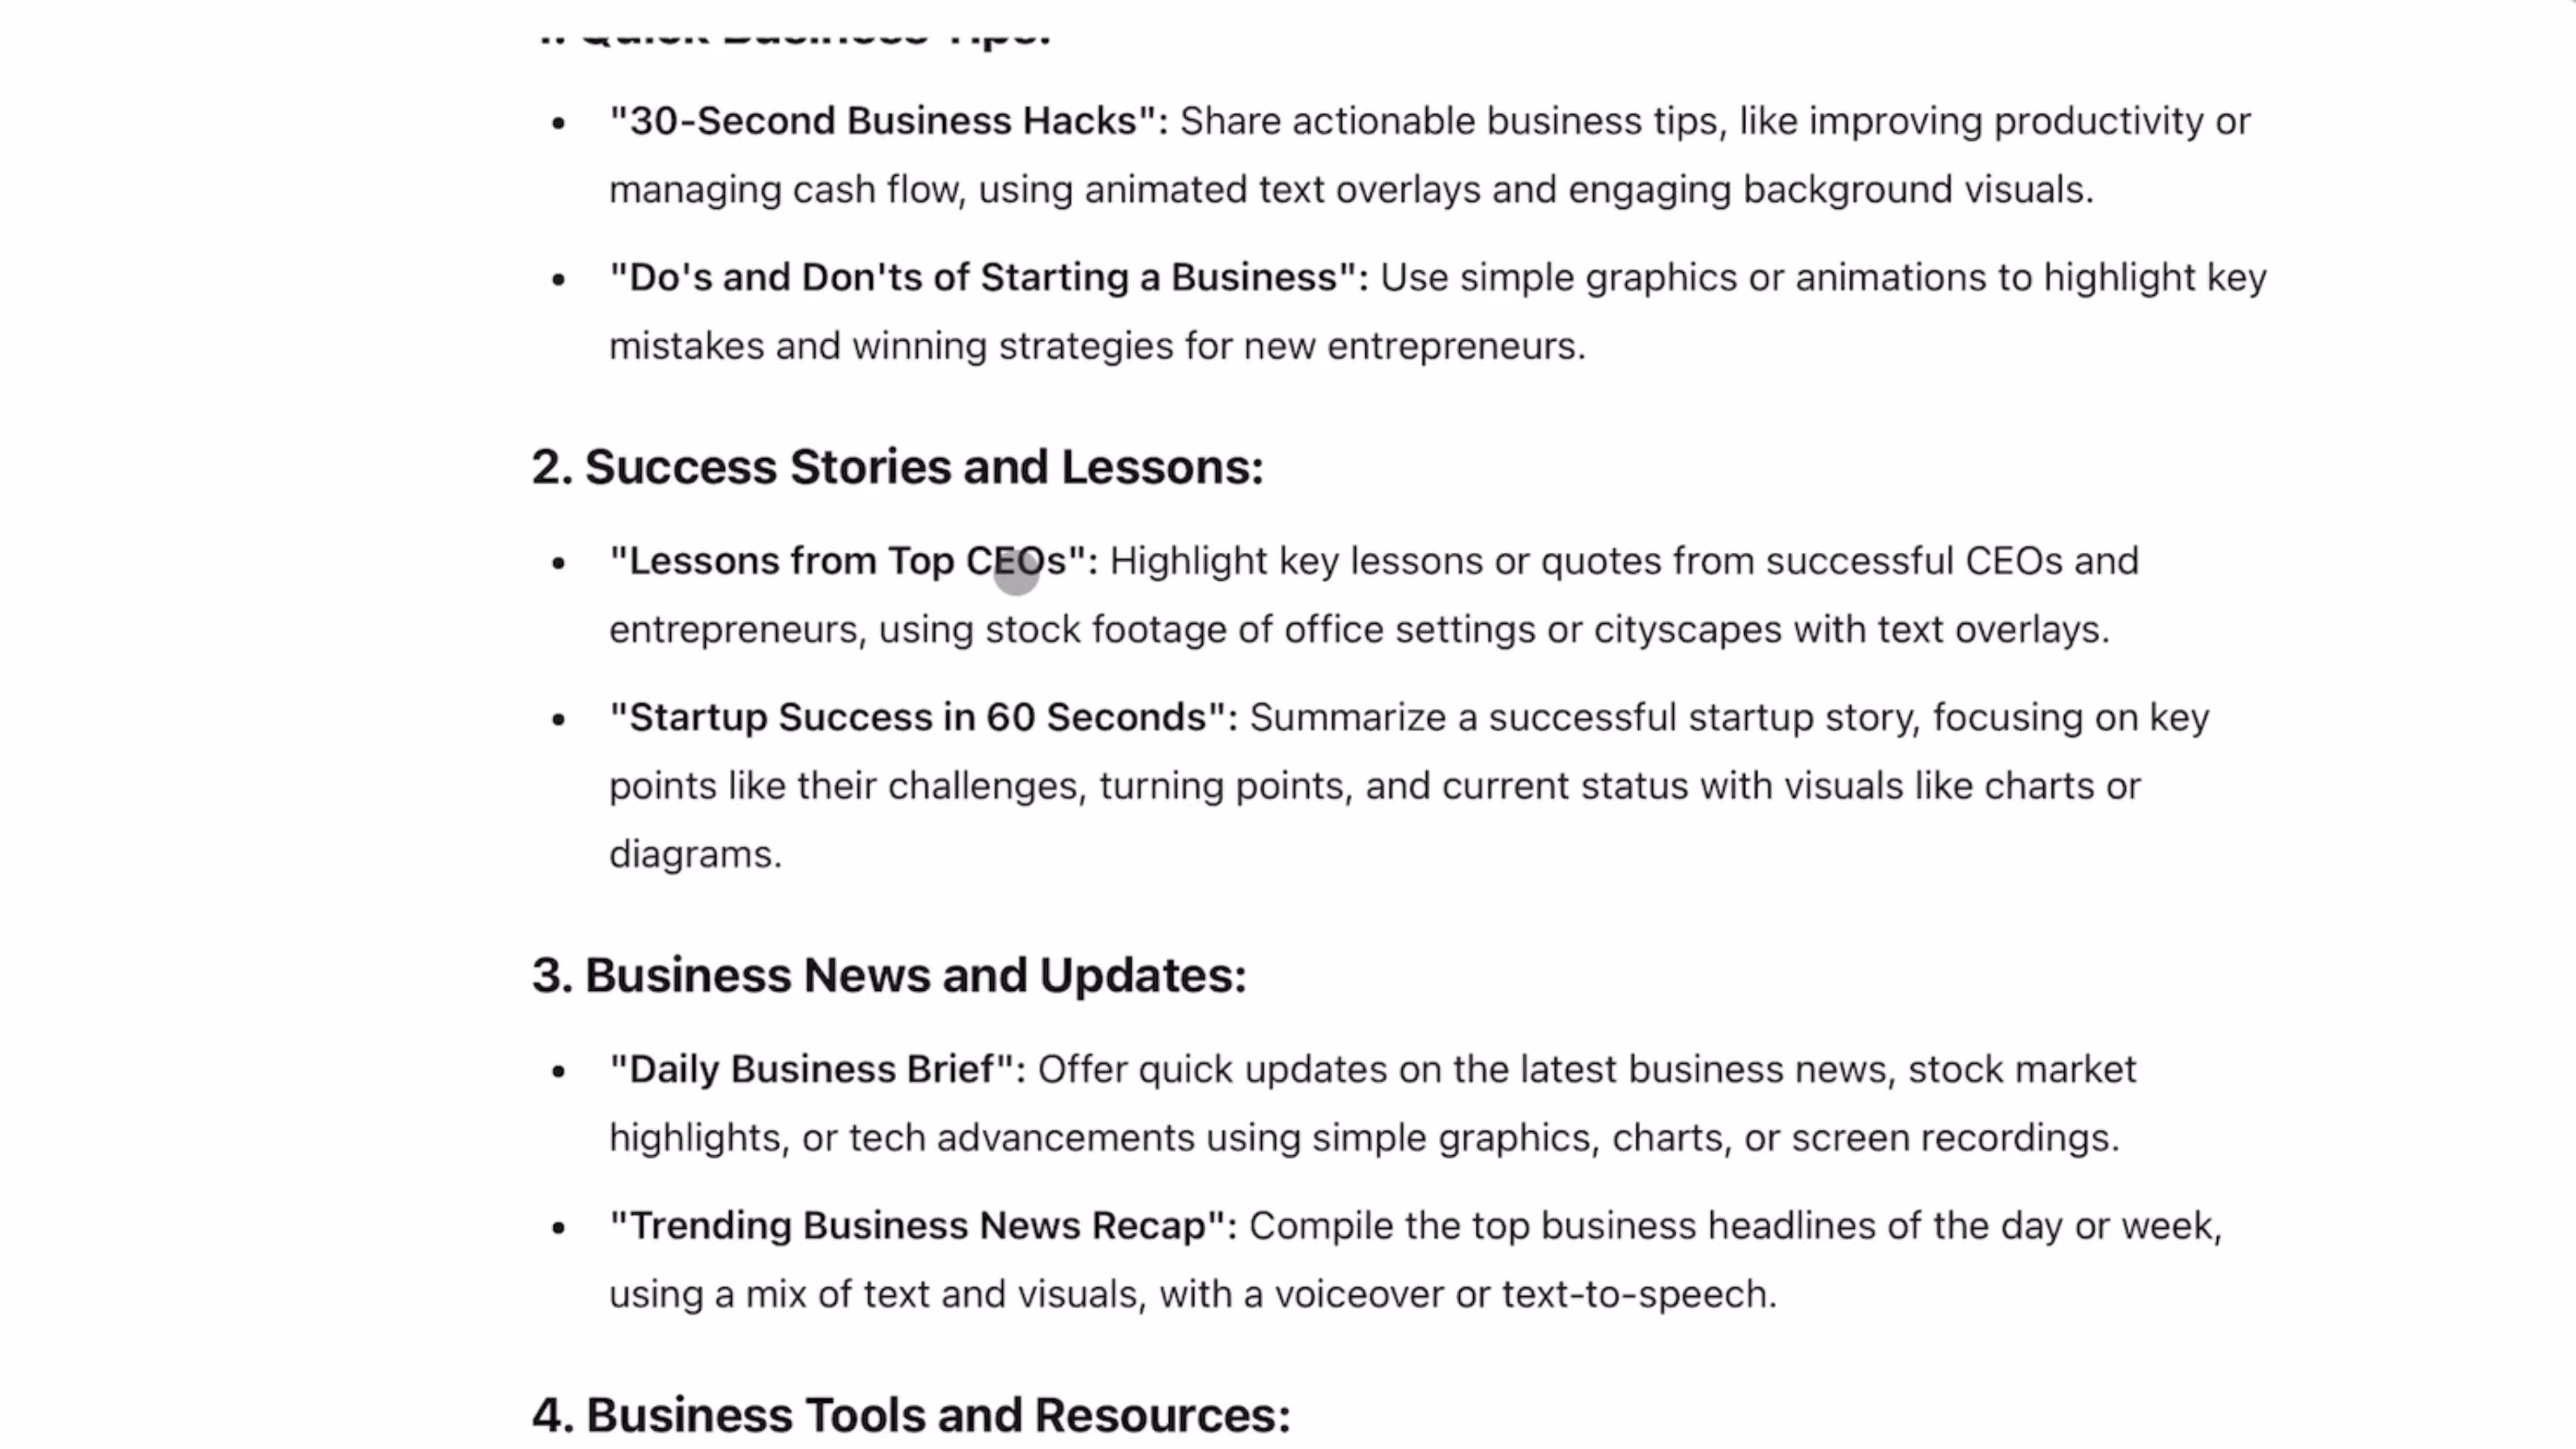 1. Quick Business Tips:
• "30-Second Business Hacks": Share actionable business tips, like improving productivity or
managing cash flow, using animated text overlays and engaging background visuals.
• "Do's and Don'ts of Starting a Business": Use simple graphics or animations to highlight key
mistakes and winning strategies for new entrepreneurs.
2. Success Stories and Lessons:
• "Lessons from Top CEOs": Highlight key lessons or quotes from successful CEOs and
entrepreneurs, using stock footage of office settings or cityscapes with text overlays.
• "Startup Success in 60 Seconds": Summarize a successful startup story, focusing on key
points like their challenges, turning points, and current status with visuals like charts or
diagrams.
3. Business News and Updates:
• "Daily Business Brief": Offer quick updates on the latest business news, stock market
highlights, or tech advancements using simple graphics, charts, or screen recordings.
• "Trending Business News Recap": Compile the top business headlines of the day or week,
using a mix of text and visuals, with a voiceover or text-to-speech.
4. Business Tools and Resources: